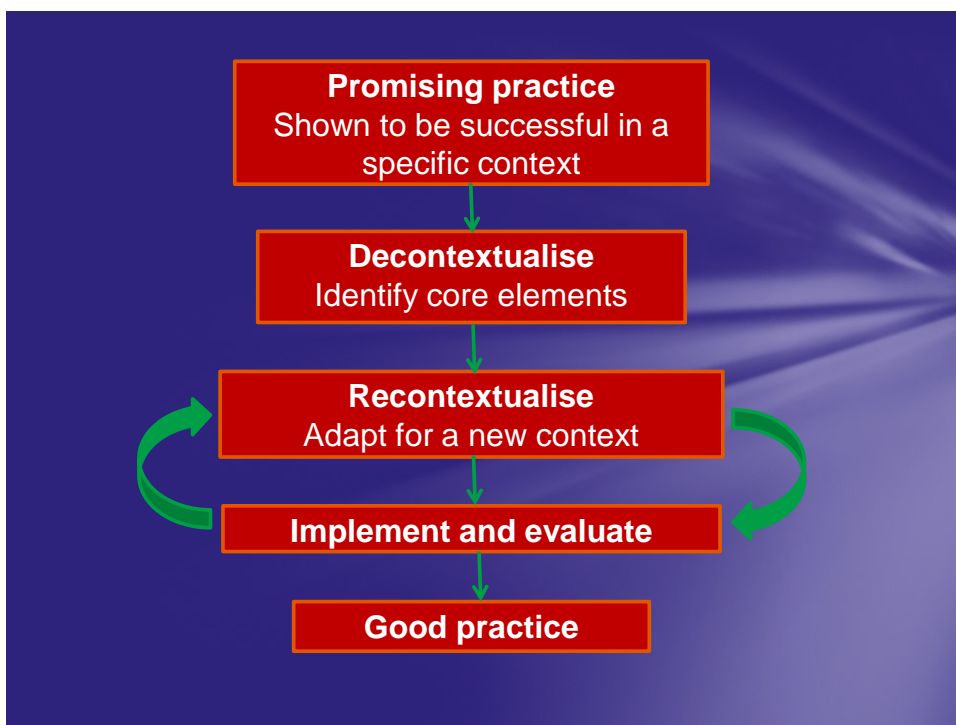 Promising practice
Shown to be successful in a
specific context
Decontextualise
Identify core elements
Recontextualise
Adapt for a new context
Implement and evaluate
Good practice